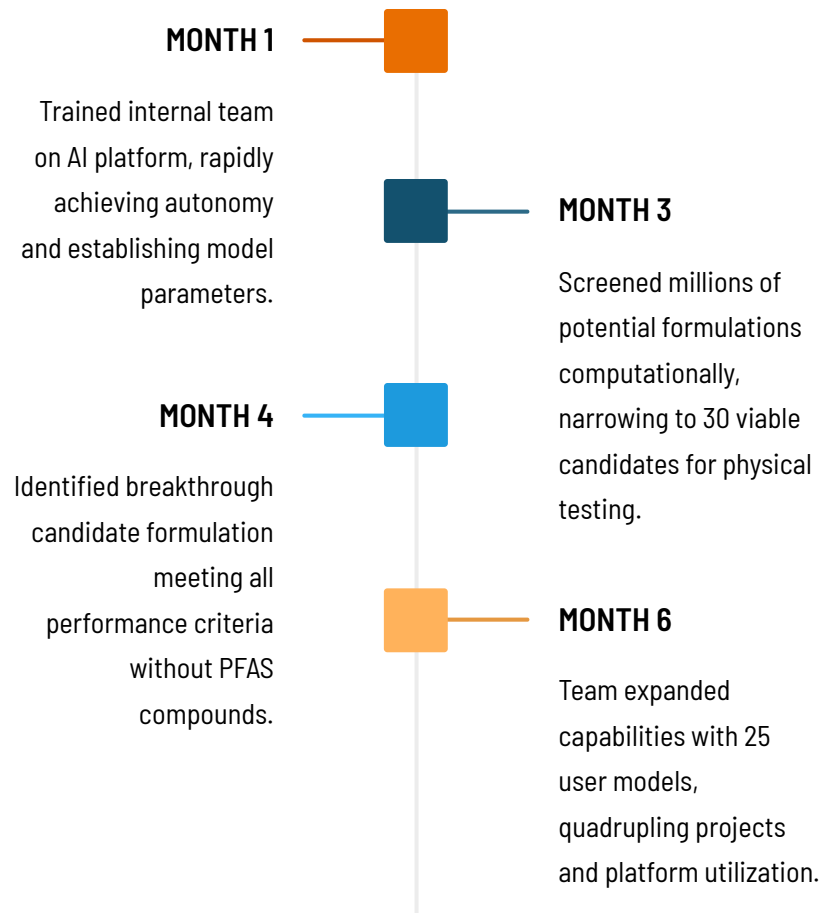 MONTH 1
Trained internal team
on AI platform, rapidly
achieving autonomy
and establishing model
parameters.
MONTH 3
Screened millions of
potential formulations
computationally,
narrowing to 30 viable
candidates for physical
testing.
MONTH 4
Identified breakthrough
candidate formulation
meeting all
performance criteria
without PFAS
compounds.
MONTH 6
Team expanded
capabilities with 25
user models,
quadrupling projects
and platform utilization.